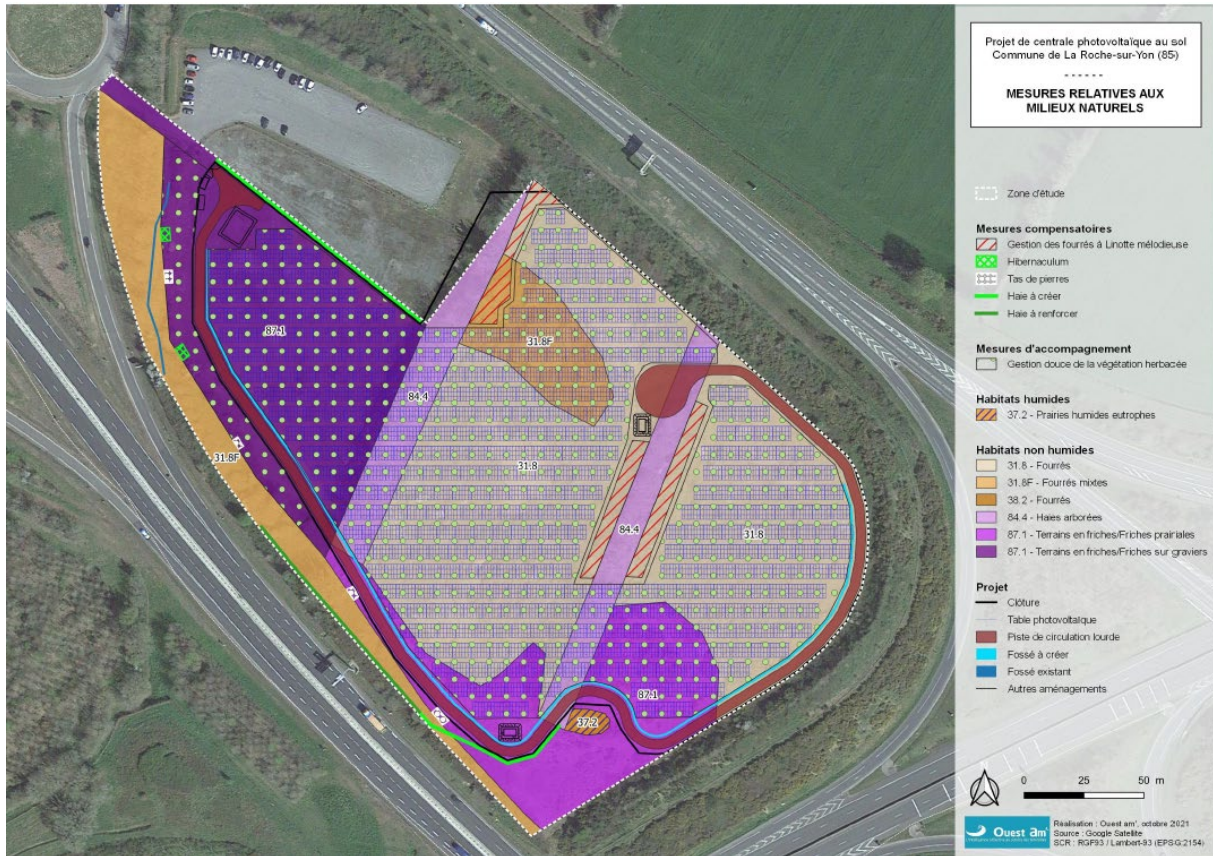 Projet de centrale photovoltaïque au sol
Commune de La Roche-sur-Yon (85)
------
MESURES RELATIVES AUX
MILIEUX NATURELS
Zone d'étude
Mesures compensatoires
Gestion des fourrés à Linotte mélodieuse
Hibernaculum
Tas de pierres
Haie à créer
Haie à renforcer
Mesures d'accompagnement
Gestion douce de la végétation herbacée
Habitats humides
37.2 - Prairies humides eutrophes
Habitats non humides
31.8 - Fourrés
31.8F - Fourrés mixtes
38.2 - Fourrés
84.4 - Haies arborées
87.1 - Terrains en friches/Friches prairiales
87.1 - Terrains en friches/Friches sur graviers
Projet
Clôture
Table photovoltaïque
Piste de circulation lourde
Fossé à créer
Fossé existant
Autres aménagements
0 25 50 m
Ouest am'
Réalisation : Ouest am', octobre 2021
Source : Google Satellite
SCR : RGF93 / Lambert-93 (EPSG:2154)
87.1
31.8F
84.4
31.8F
31.8
84.4
31.8
87.1
37.2